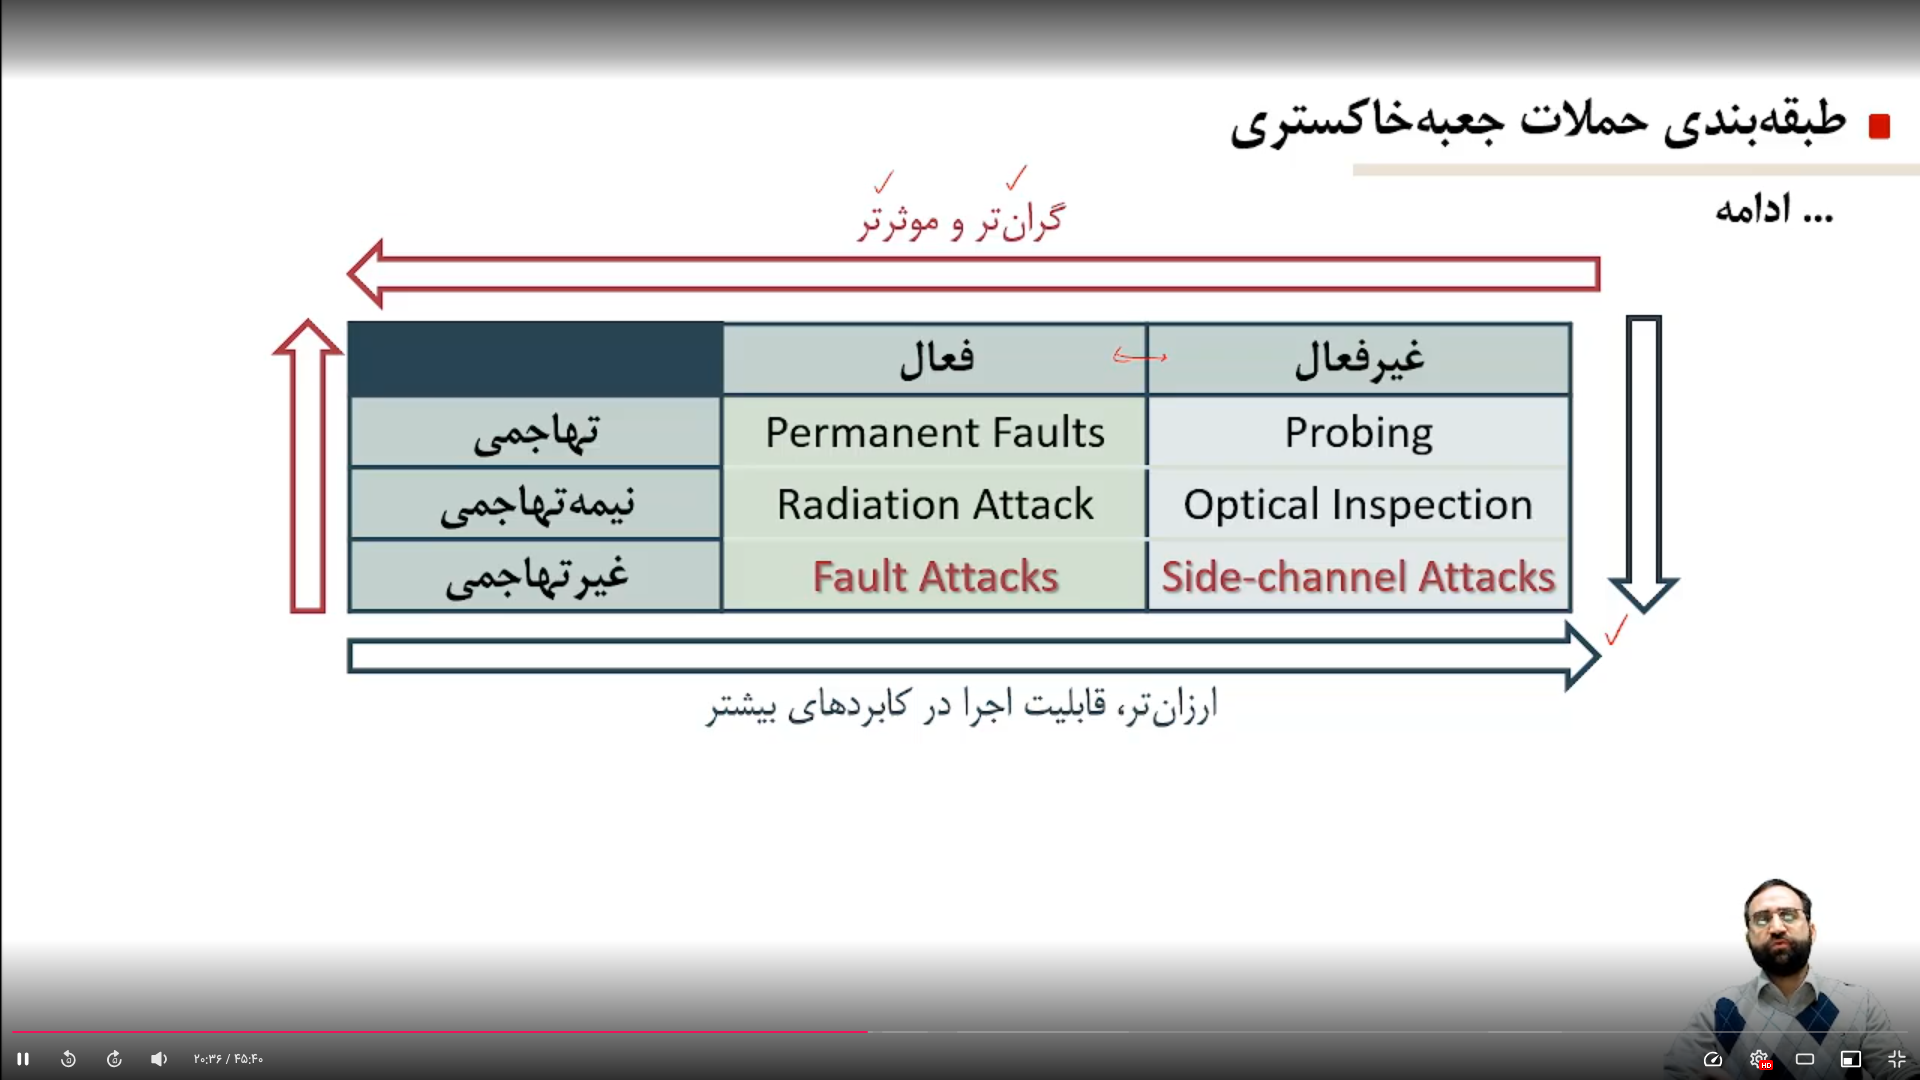 طبقه‌بندی حملات جعبه‌خاکستری
... ادامه
گران‌تر و موثرتر
فعال غیرفعال
تهاجمی Permanent Faults Probing
نیمه‌تهاجمی Radiation Attack Optical Inspection
غیرتهاجمی Fault Attacks Side-channel Attacks
ارزان‌تر، قابلیت اجرا در کابردهای بیشتر
۲۰:۳۶ / ۴۵:۴۰
HD